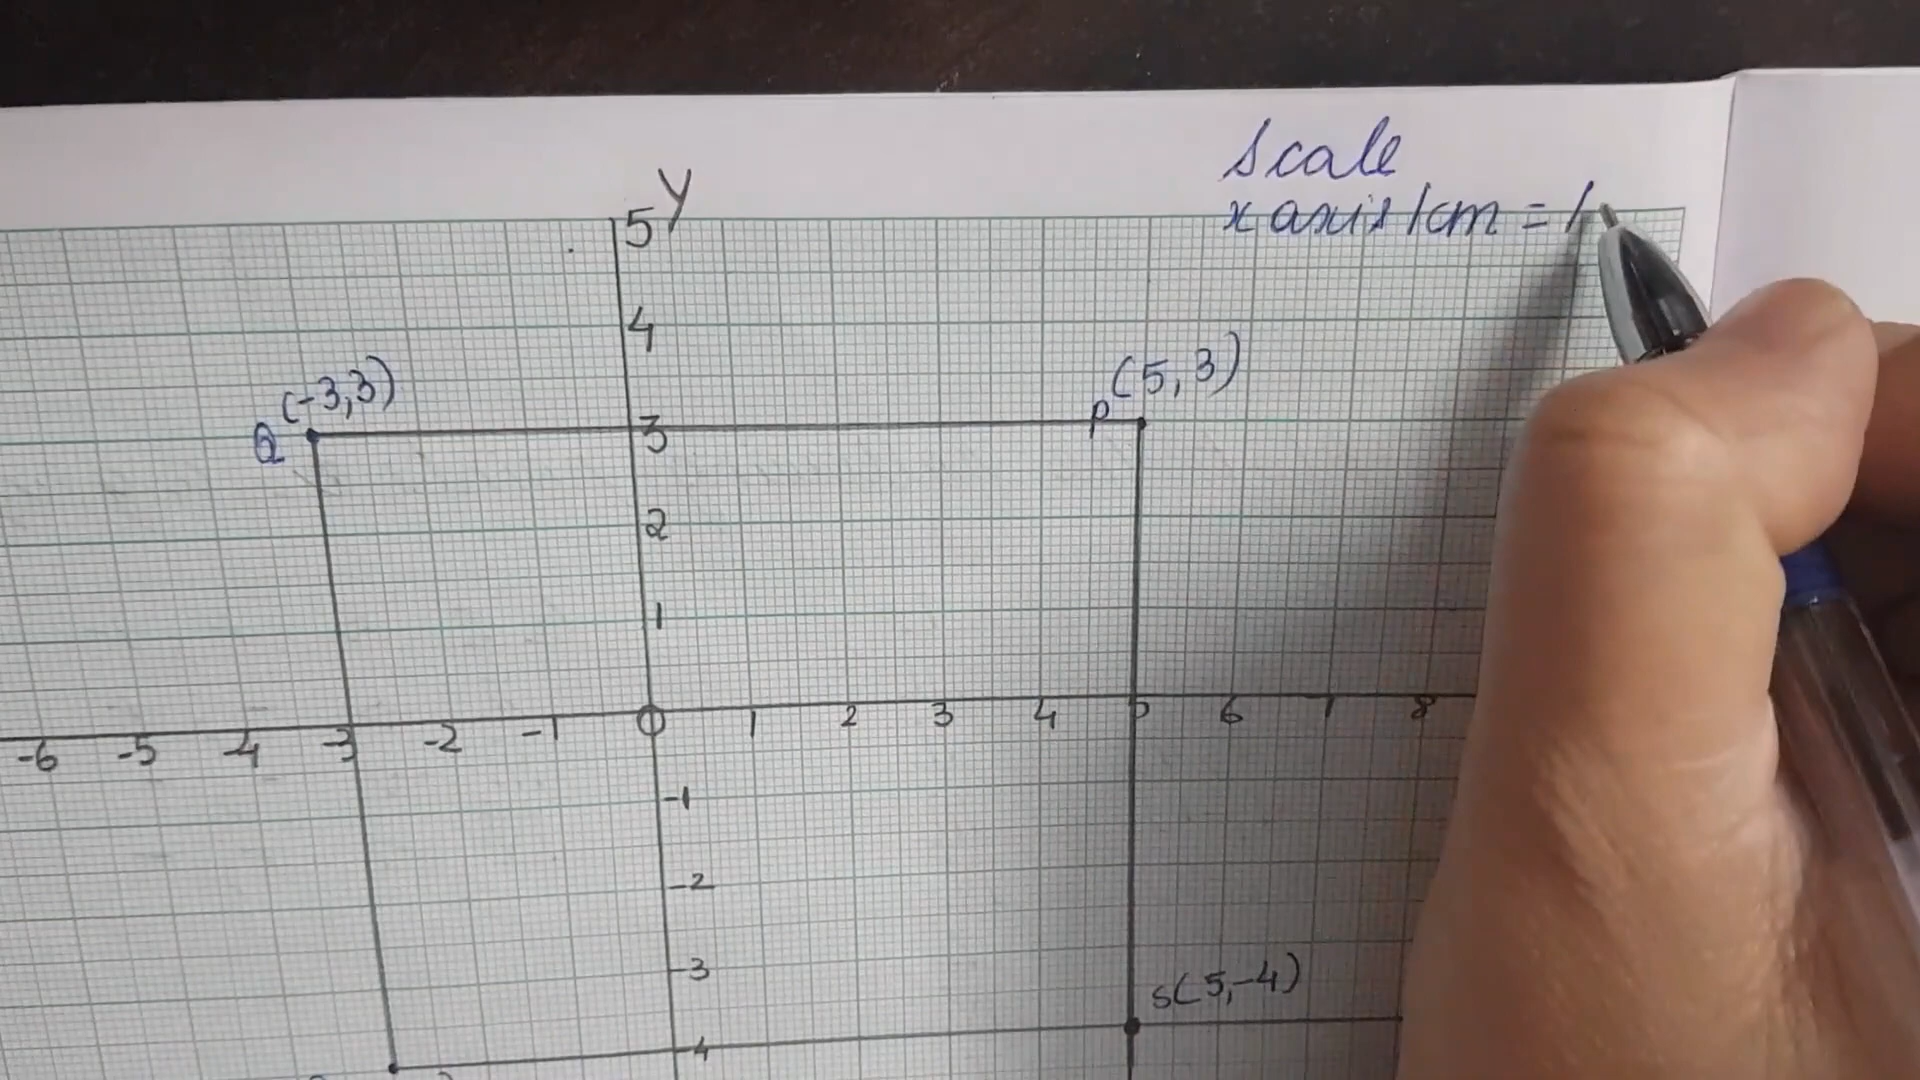 Scale
x axis 1cm = 1
Y
5
4
(-3,3)
(5,3)
Q
P
3
2
1
-6 -5 -4 -3 -2 -1 0 1 2 3 4 5 6 7 8
-1
-2
-3
S(5,-4)
-4